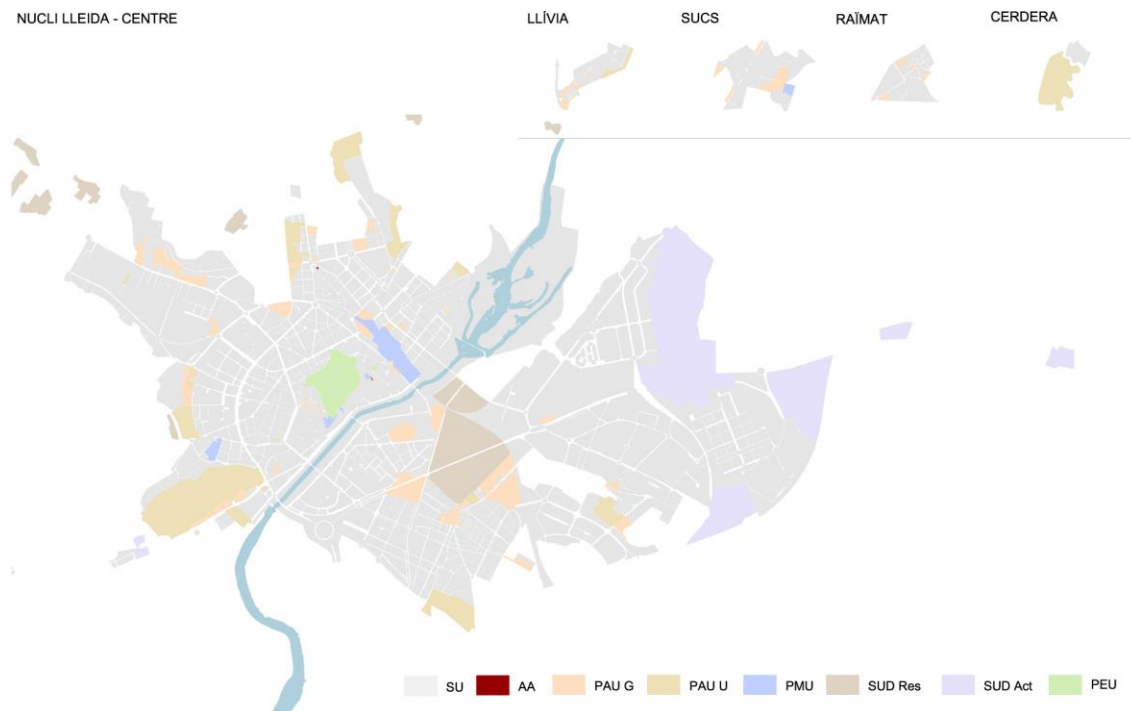 NUCLI LLEIDA - CENTRE
LLÍVIA
SUCS
RAÏMAT
CERDERA
SU
AA
PAU G
PAU U
PMU
SUD Res
SUD Act
PEU